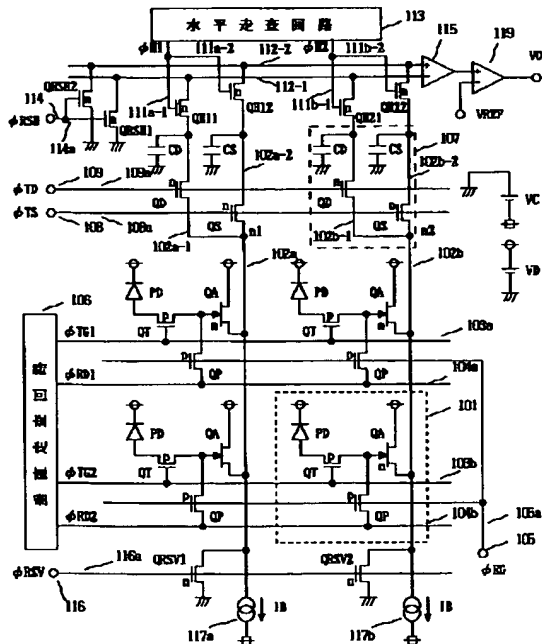 水平走査回路
113
φH1
111a-2
112-2
φH2
111b-2
115
119
VO
QRSH2
112-1
114
φRSH
QRSH1
111a-1
QH11
QH12
111b-1
QH21
QH22
VREF
107
114a
CD
CS
102a-2
CD
CS
102b-2
φTD
109
109a
QD
QD
VC
φTS
108
108a
QS
n1
QS
n2
102a-1
102a
102b-1
102b
VD
106
PD
QA
PD
QA
QT
QT
103a
φTG1
φRD1
QP
QP
104a
垂直走査回路
101
PD
QA
PD
QA
QT
QT
103b
φTG2
φRD2
QP
QP
104b
105a
105
φRG
φRSV
116a
QRSV1
QRSV2
116
117a
IB
117b
IB